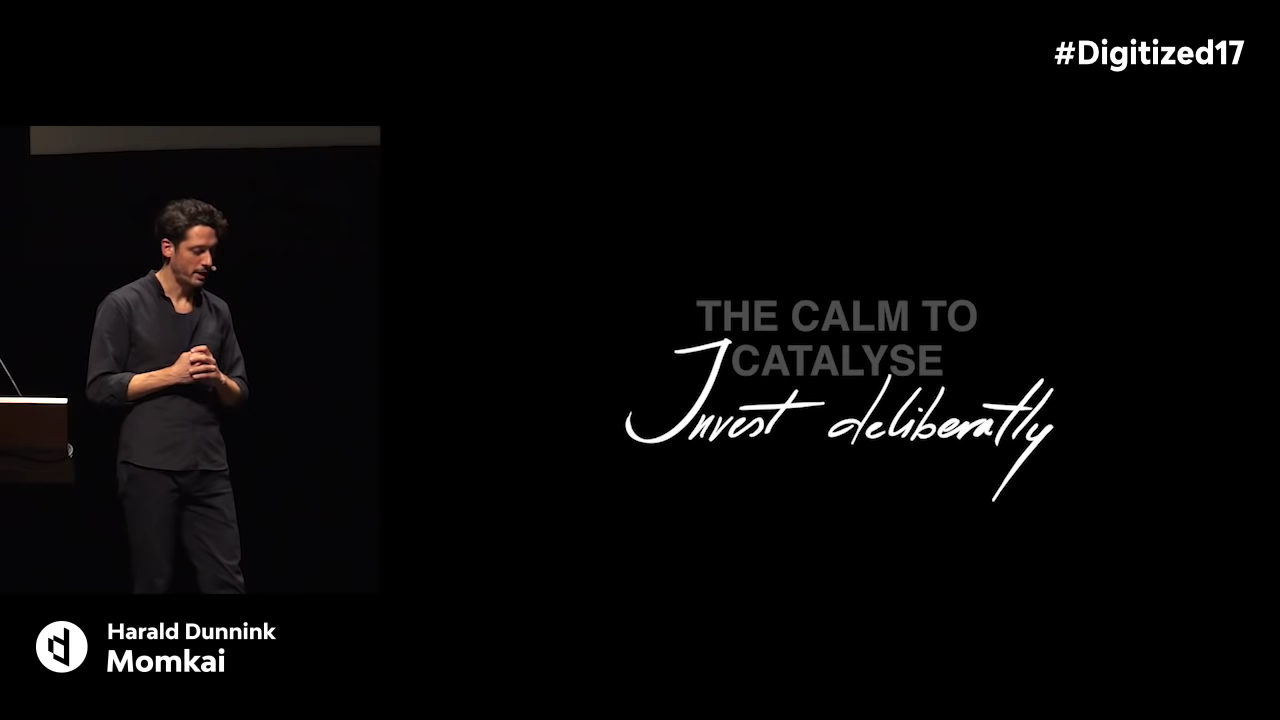 #Digitized17
THE CALM TO
CATALYSE
Invest deliberatly
Harald Dunnink
Momkai